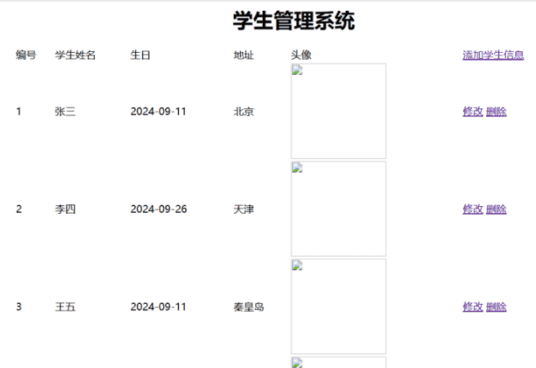 学生管理系统
编号 学生姓名 生日 地址 头像 添加学生信息
1 张三 2024-09-11 北京 修改 删除
2 李四 2024-09-26 天津 修改 删除
3 王五 2024-09-11 秦皇岛 修改 删除